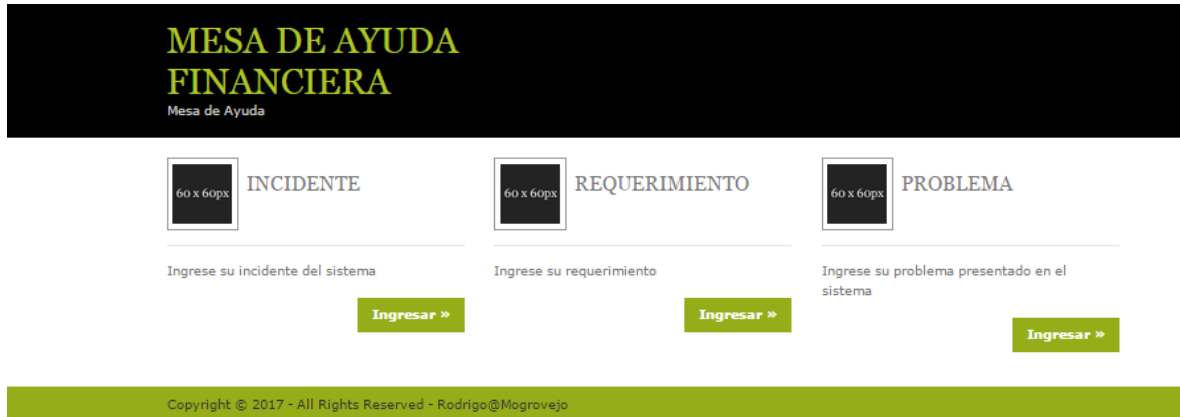 MESA DE AYUDA
FINANCIERA
Mesa de Ayuda
60 x 60px
INCIDENTE
Ingrese su incidente del sistema
Ingresar »
60 x 60px
REQUERIMIENTO
Ingrese su requerimiento
Ingresar »
60 x 60px
PROBLEMA
Ingrese su problema presentado en el
sistema
Ingresar »
Copyright © 2017 - All Rights Reserved - Rodrigo@Mogrovejo